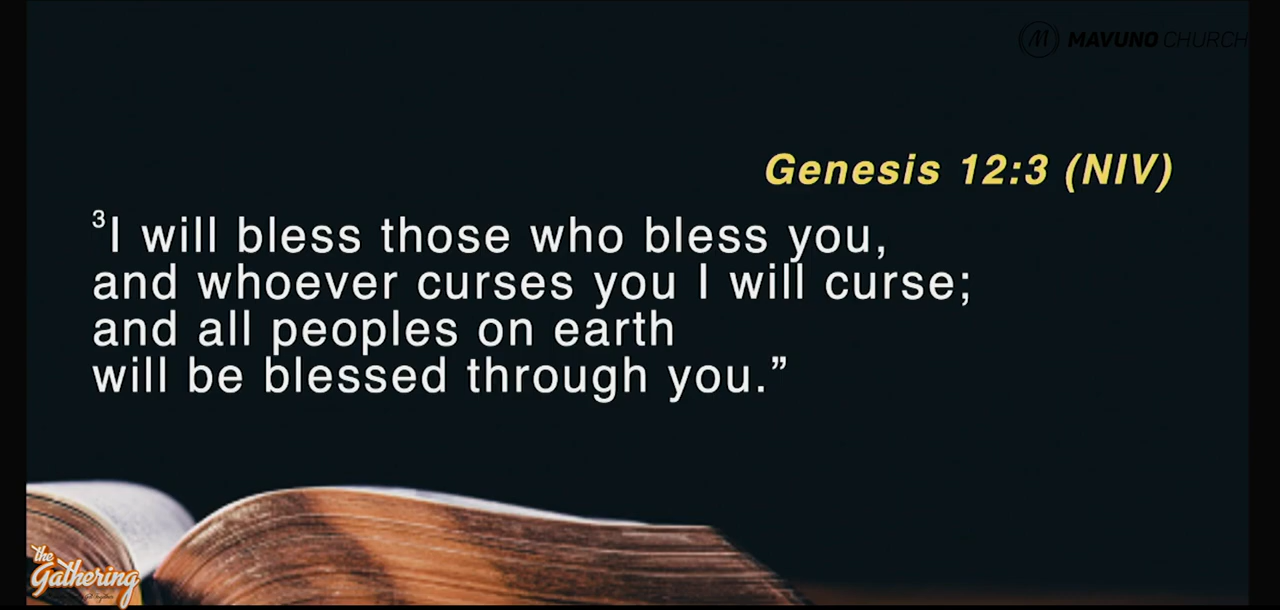 MAVUNO CHURCH
Genesis 12:3 (NIV)
³I will bless those who bless you,
and whoever curses you I will curse;
and all peoples on earth
will be blessed through you.”
the
Gathering